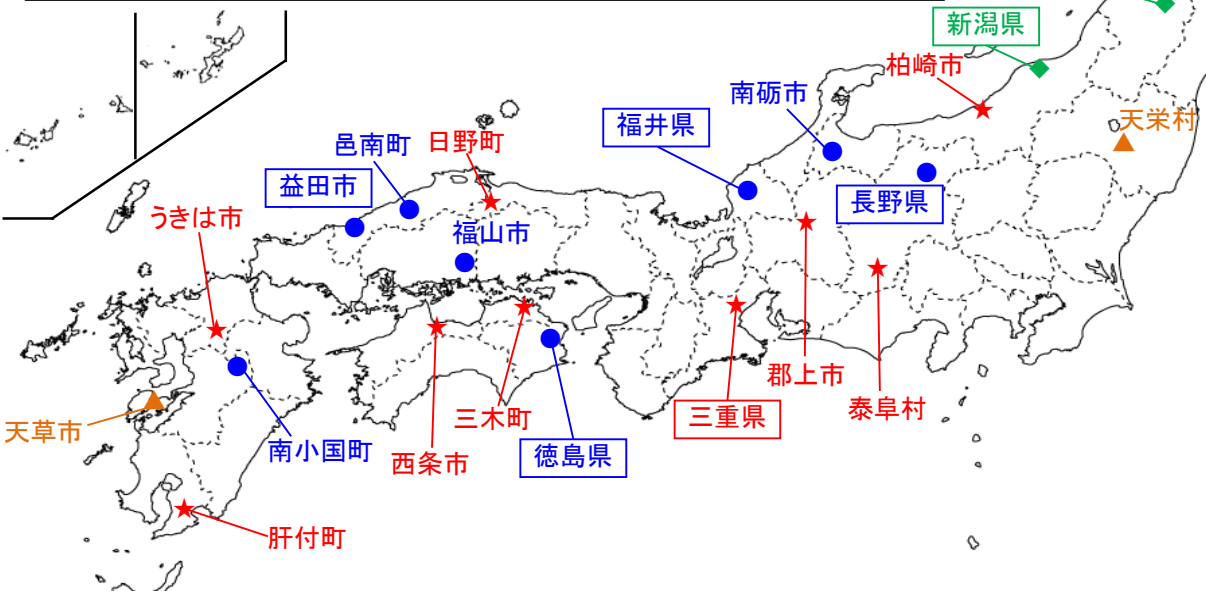 新潟県
柏崎市
南砺市
天栄村
福井県
日野町
邑南町
益田市
長野県
うきは市
福山市
郡上市
泰阜村
三重県
三木町
天草市
南小国町
西条市
徳島県
肝付町